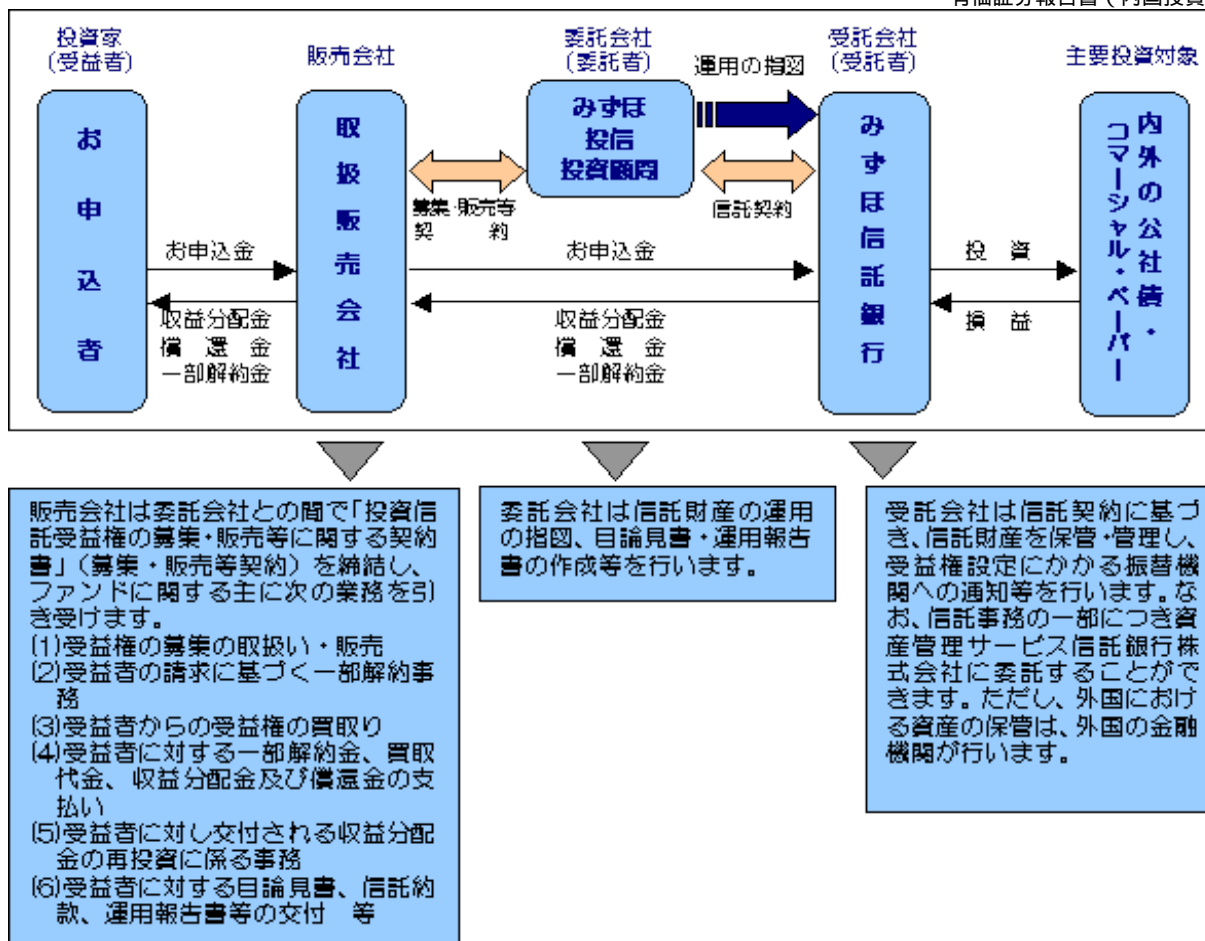 投資家
(受益者)
販売会社
委託会社
(委託者)
運用の指図
受託会社
(受託者)
主要投資対象
お申込者
取扱販売会社
みずほ
投信
投資顧問
みずほ信託銀行
内外の公社債・
コマーシャル・ペーパー
募集・販売等
契　約
信託契約
お申込金
お申込金
投　資
収益分配金
償　還　金
一部解約金
収益分配金
償　還　金
一部解約金
損　益
販売会社は委託会社との間で「投資信
託受益権の募集・販売等に関する契約
書」（募集・販売等契約）を締結し、
ファンドに関する主に次の業務を引
き受けます。
(1)受益権の募集の取扱い・販売
(2)受益者の請求に基づく一部解約事
務
(3)受益者からの受益権の買取り
(4)受益者に対する一部解約金、買取
代金、収益分配金及び償還金の支
払い
(5)受益者に対し交付される収益分配
金の再投資に係る事務
(6)受益者に対する目論見書、信託約
款、運用報告書等の交付　等
委託会社は信託財産の運用
の指図、目論見書・運用報告
書の作成等を行います。
受託会社は信託契約に基づ
き、信託財産を保管・管理し、
受益権設定にかかる振替機
関への通知等を行います。な
お、信託事務の一部につき資
産管理サービス信託銀行株
式会社に委託することがで
きます。ただし、外国におけ
る資産の保管は、外国の金融
機関が行います。